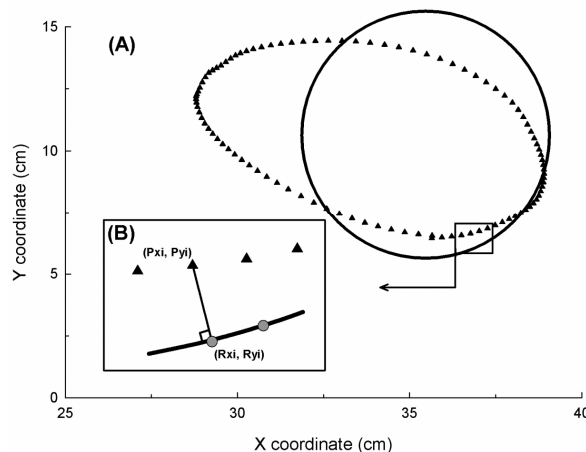 15
(A)
10
Y coordinate (cm)
(B)
(Pxi, Pyi)
5
(Rxi, Ryi)
0
25
30
35
40
X coordinate (cm)